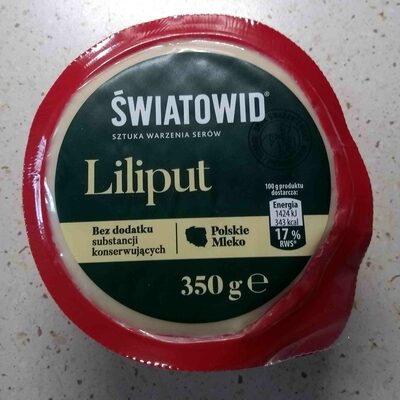 ŚWIATOWID®
SZTUKA WARZENIA SERÓW
Liliput
100 g produktu
dostarcza:
Energia
1424 kJ
343 kcal
17 %
RWS*
Bez dodatku
substancji
konserwujących
Polskie
Mleko
350 g ℮